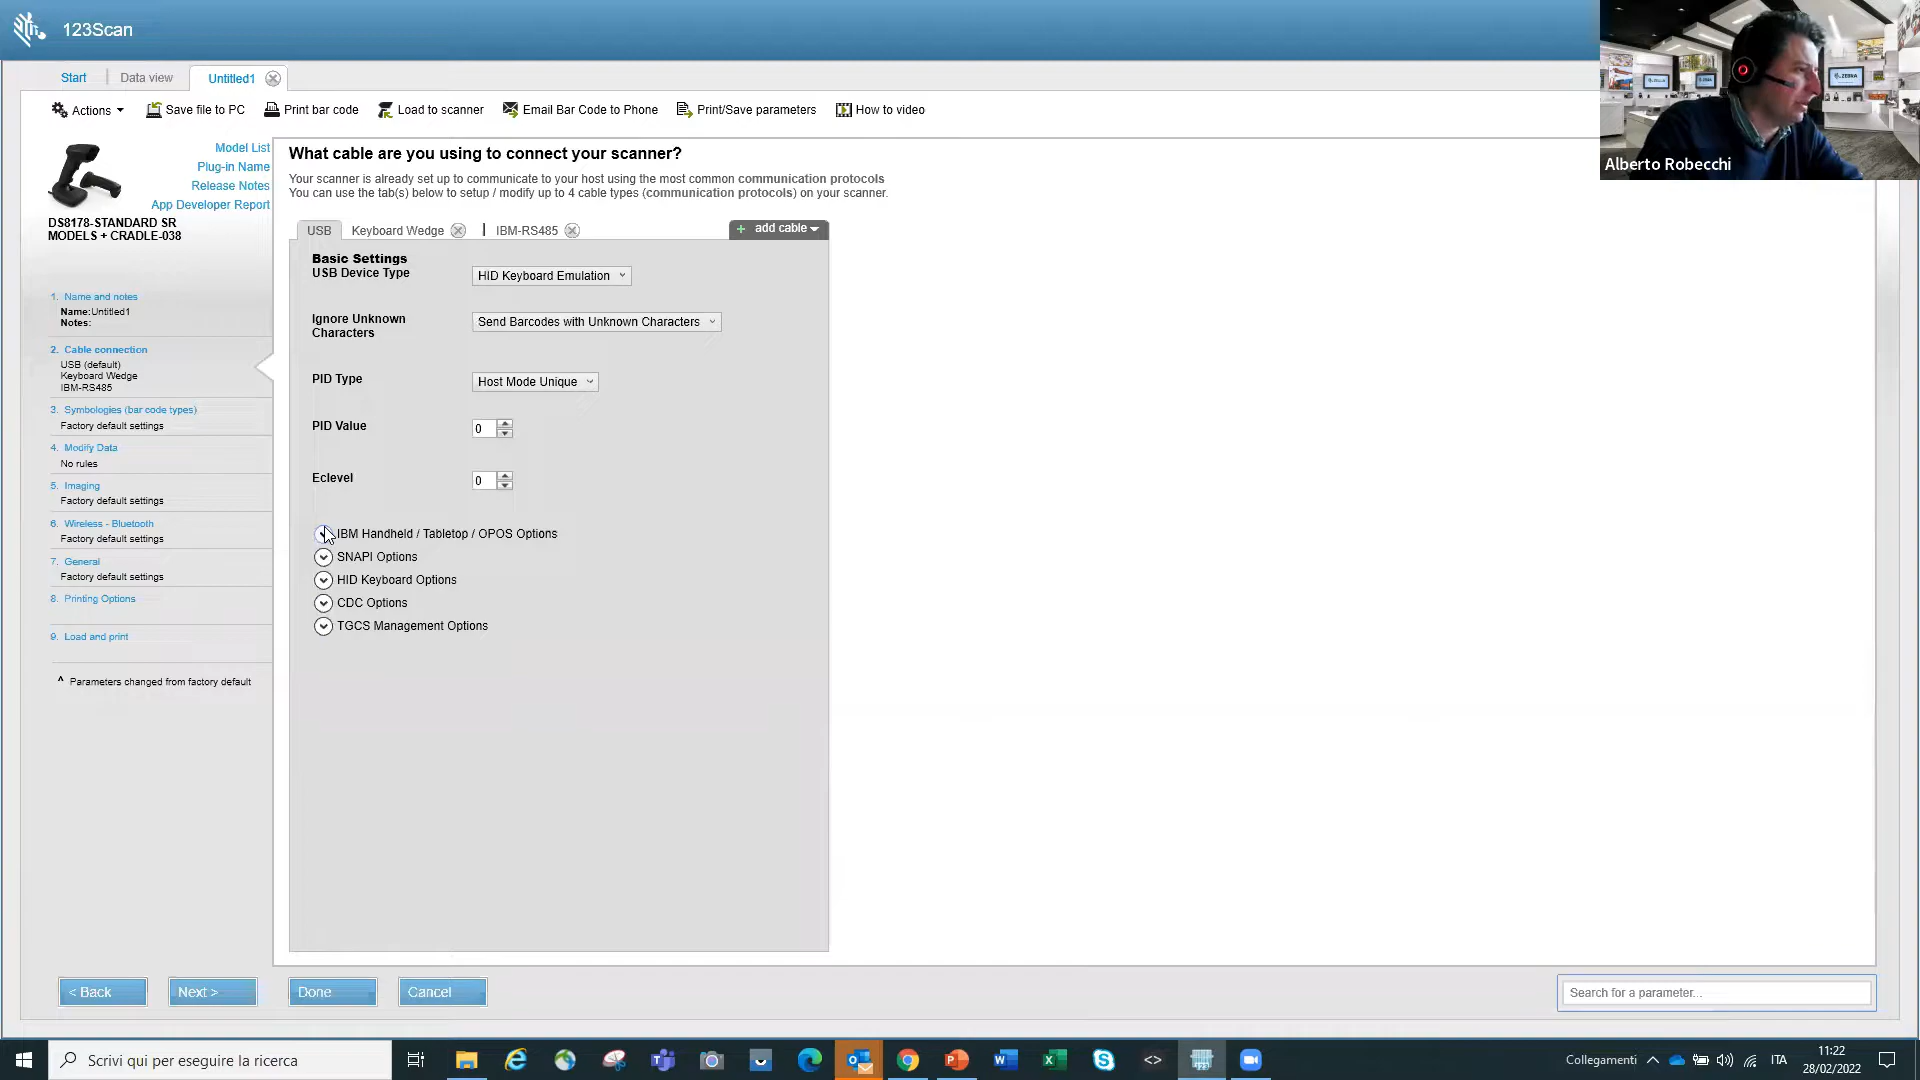 123Scan
Start
Data view
Untitled1
Actions
Save file to PC
Print bar code
Load to scanner
Email Bar Code to Phone
Print/Save parameters
How to video
Alberto Robecchi
Model List
Plug-in Name
Release Notes
App Developer Report
DS8178-STANDARD SR
MODELS + CRADLE-038
1. Name and notes
Name:Untitled1
Notes:
2. Cable connection
USB (default)
Keyboard Wedge
IBM-RS485
3. Symbologies (bar code types)
Factory default settings
4. Modify Data
No rules
5. Imaging
Factory default settings
6. Wireless - Bluetooth
Factory default settings
7. General
Factory default settings
8. Printing Options
9. Load and print
^ Parameters changed from factory default
What cable are you using to connect your scanner?
Your scanner is already set up to communicate to your host using the most common communication protocols
You can use the tab(s) below to setup / modify up to 4 cable types (communication protocols) on your scanner.
USB
Keyboard Wedge
IBM-RS485
+ add cable
Basic Settings
USB Device Type
HID Keyboard Emulation
Ignore Unknown
Characters
Send Barcodes with Unknown Characters
PID Type
Host Mode Unique
PID Value
0
Eclevel
0
IBM Handheld / Tabletop / OPOS Options
SNAPI Options
HID Keyboard Options
CDC Options
TGCS Management Options
< Back
Next >
Done
Cancel
Search for a parameter...
Scrivi qui per eseguire la ricerca
Collegamenti
ITA
11:22
28/02/2022